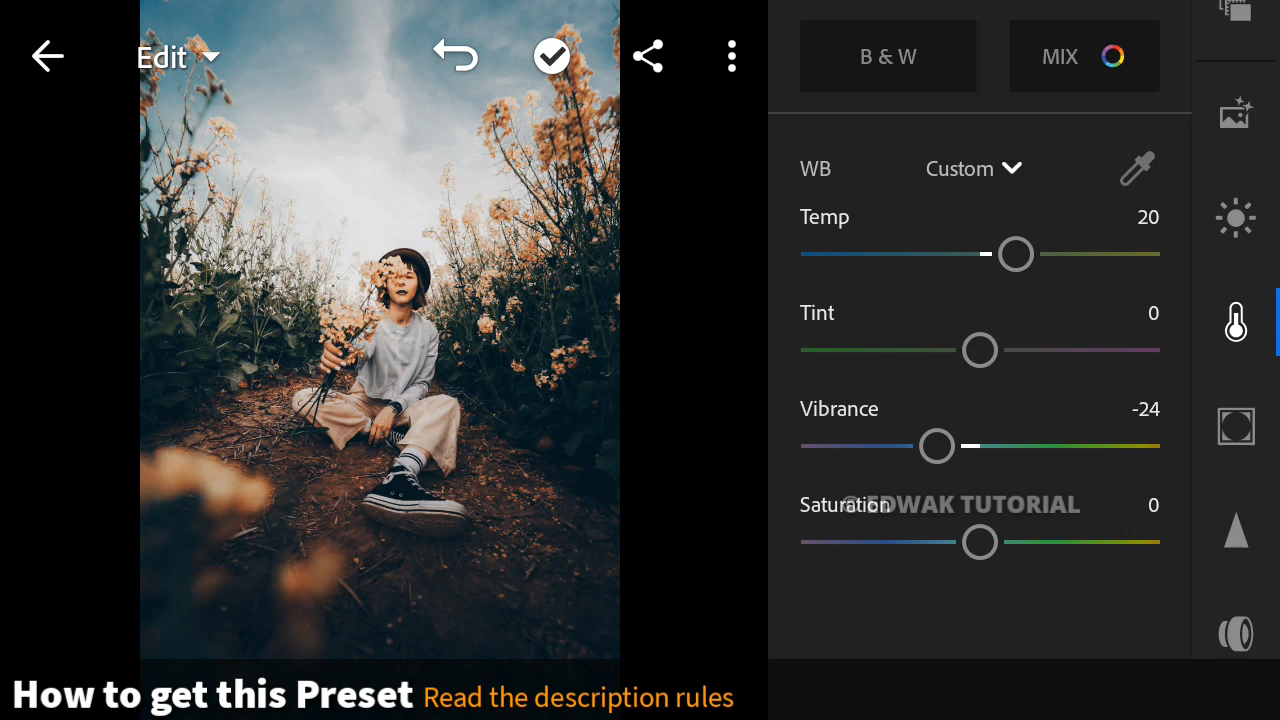 Edit
B & W
MIX
WB
Custom
Temp
20
Tint
0
Vibrance
-24
Saturation
0
© EDWAK TUTORIAL
How to get this Preset Read the description rules